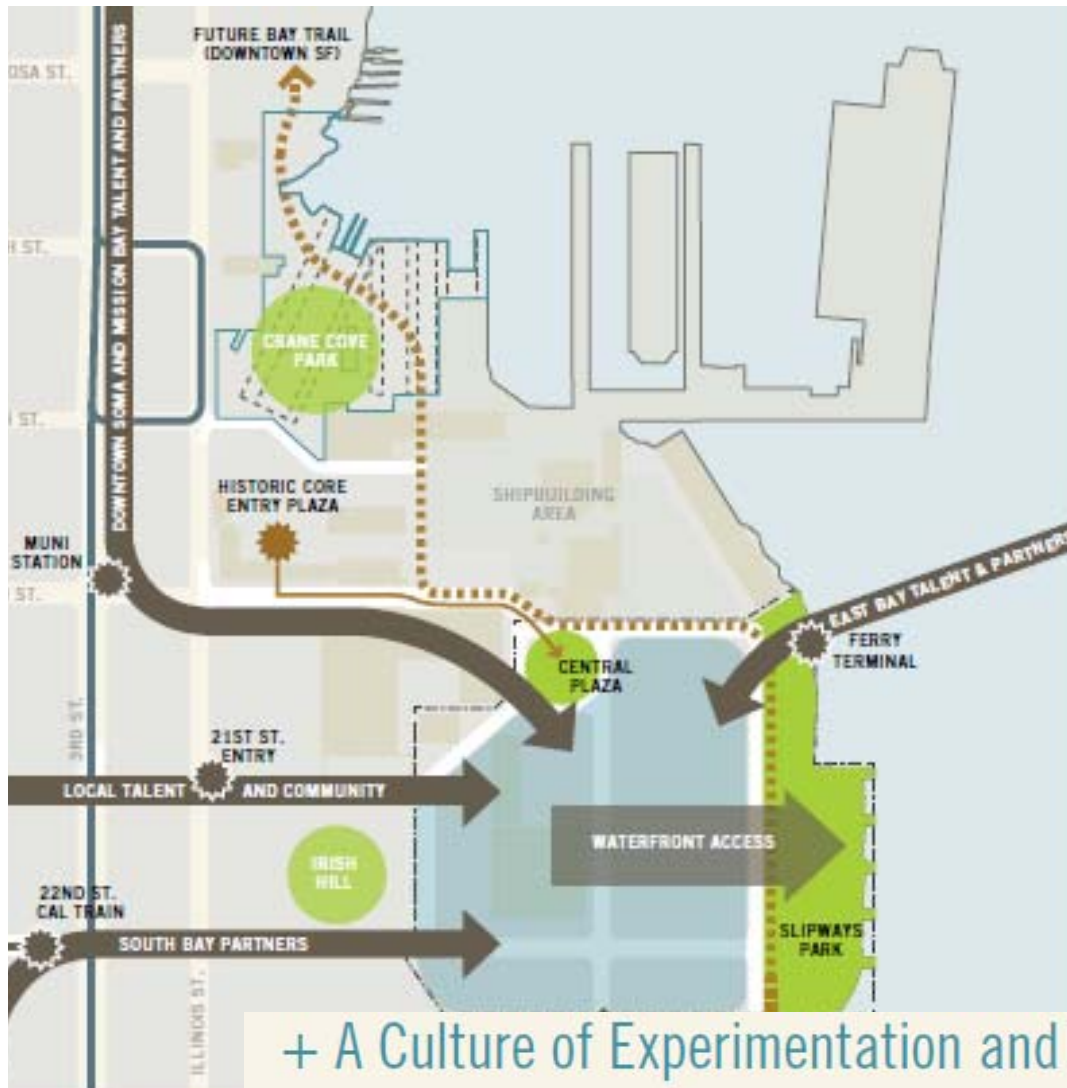 FUTURE BAY TRAIL
(DOWNTOWN SF)
OSA ST.
DOWNTOWN SOMA AND MISSION BAY TALENT AND PARTNERS
H ST.
CRANE COVE
PARK
ST.
HISTORIC CORE
ENTRY PLAZA
SHIPBUILDING
AREA
MUNI
STATION
ST.
EAST BAY TALENT & PARTNERS
FERRY
TERMINAL
CENTRAL
PLAZA
3RD ST.
21ST ST.
ENTRY
LOCAL TALENT AND COMMUNITY
WATERFRONT ACCESS
IRISH
HILL
22ND ST.
CAL TRAIN
SOUTH BAY PARTNERS
SLIPWAYS
PARK
ILLINOIS ST.
+ A Culture of Experimentation and